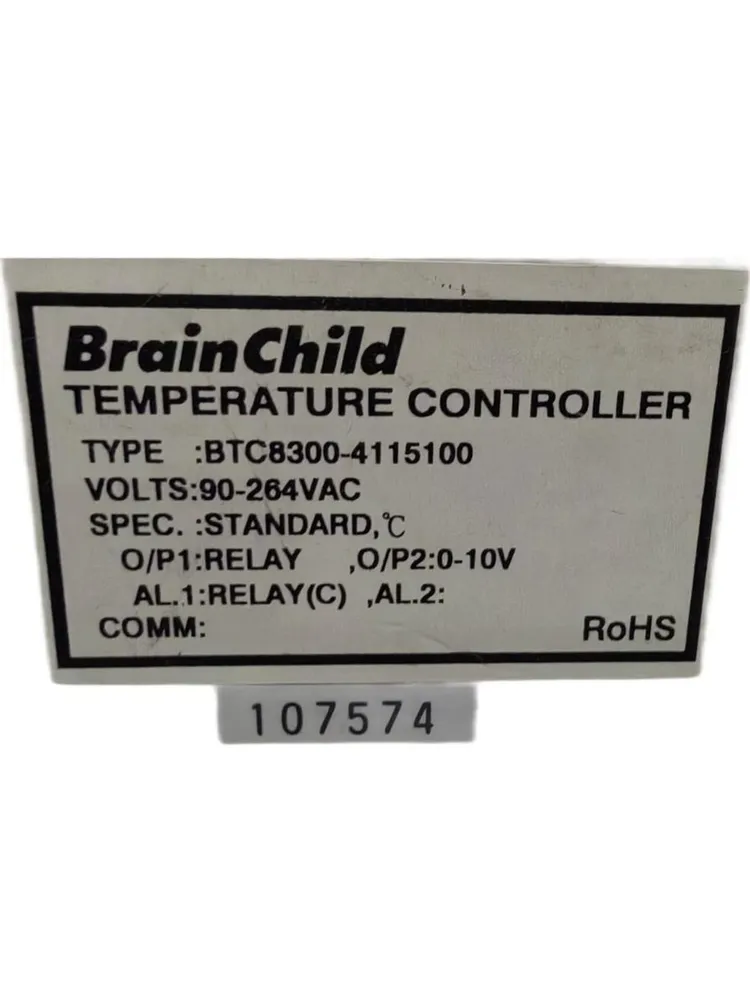 BrainChild
TEMPERATURE CONTROLLER
TYPE :BTC8300-4115100
VOLTS:90-264VAC
SPEC. :STANDARD,℃
O/P1:RELAY ,O/P2:0-10V
AL.1:RELAY(C) ,AL.2:
COMM: RoHS
107574